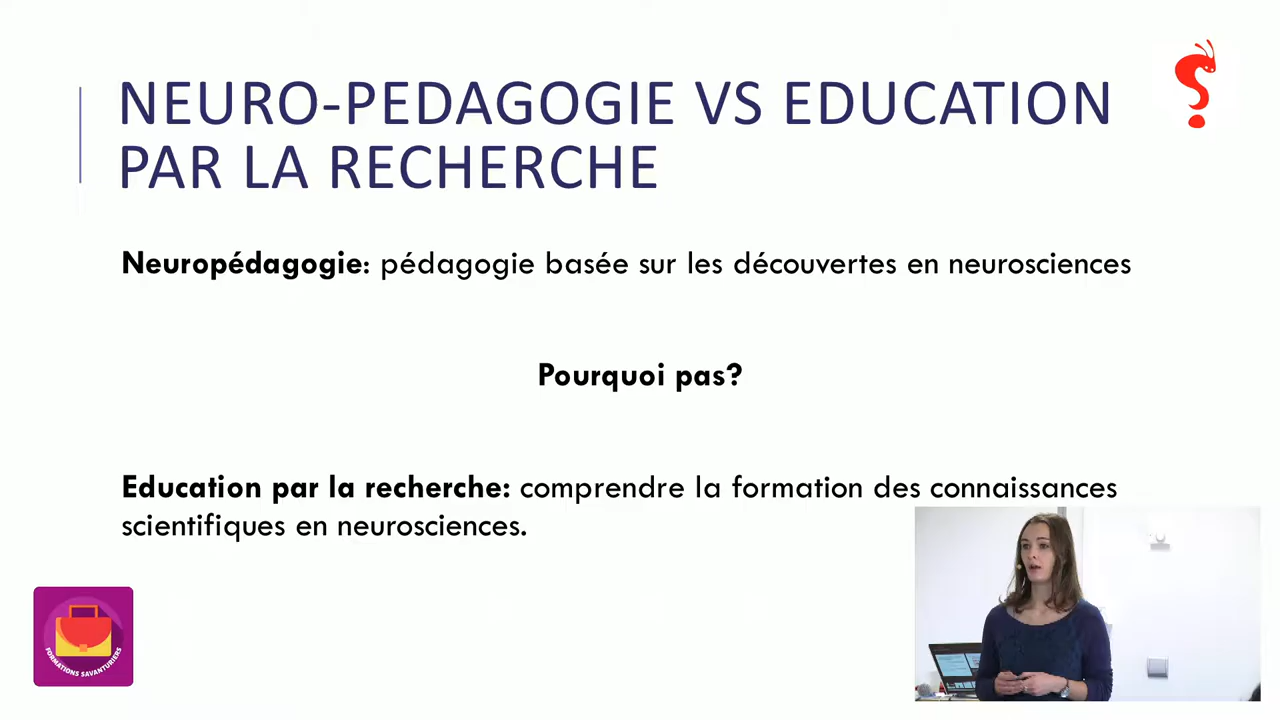 NEURO-PEDAGOGIE VS EDUCATION
PAR LA RECHERCHE
Neuropédagogie: pédagogie basée sur les découvertes en neurosciences
Pourquoi pas?
Education par la recherche: comprendre la formation des connaissances
scientifiques en neurosciences.
FORMATIONS SAVANTURIERS